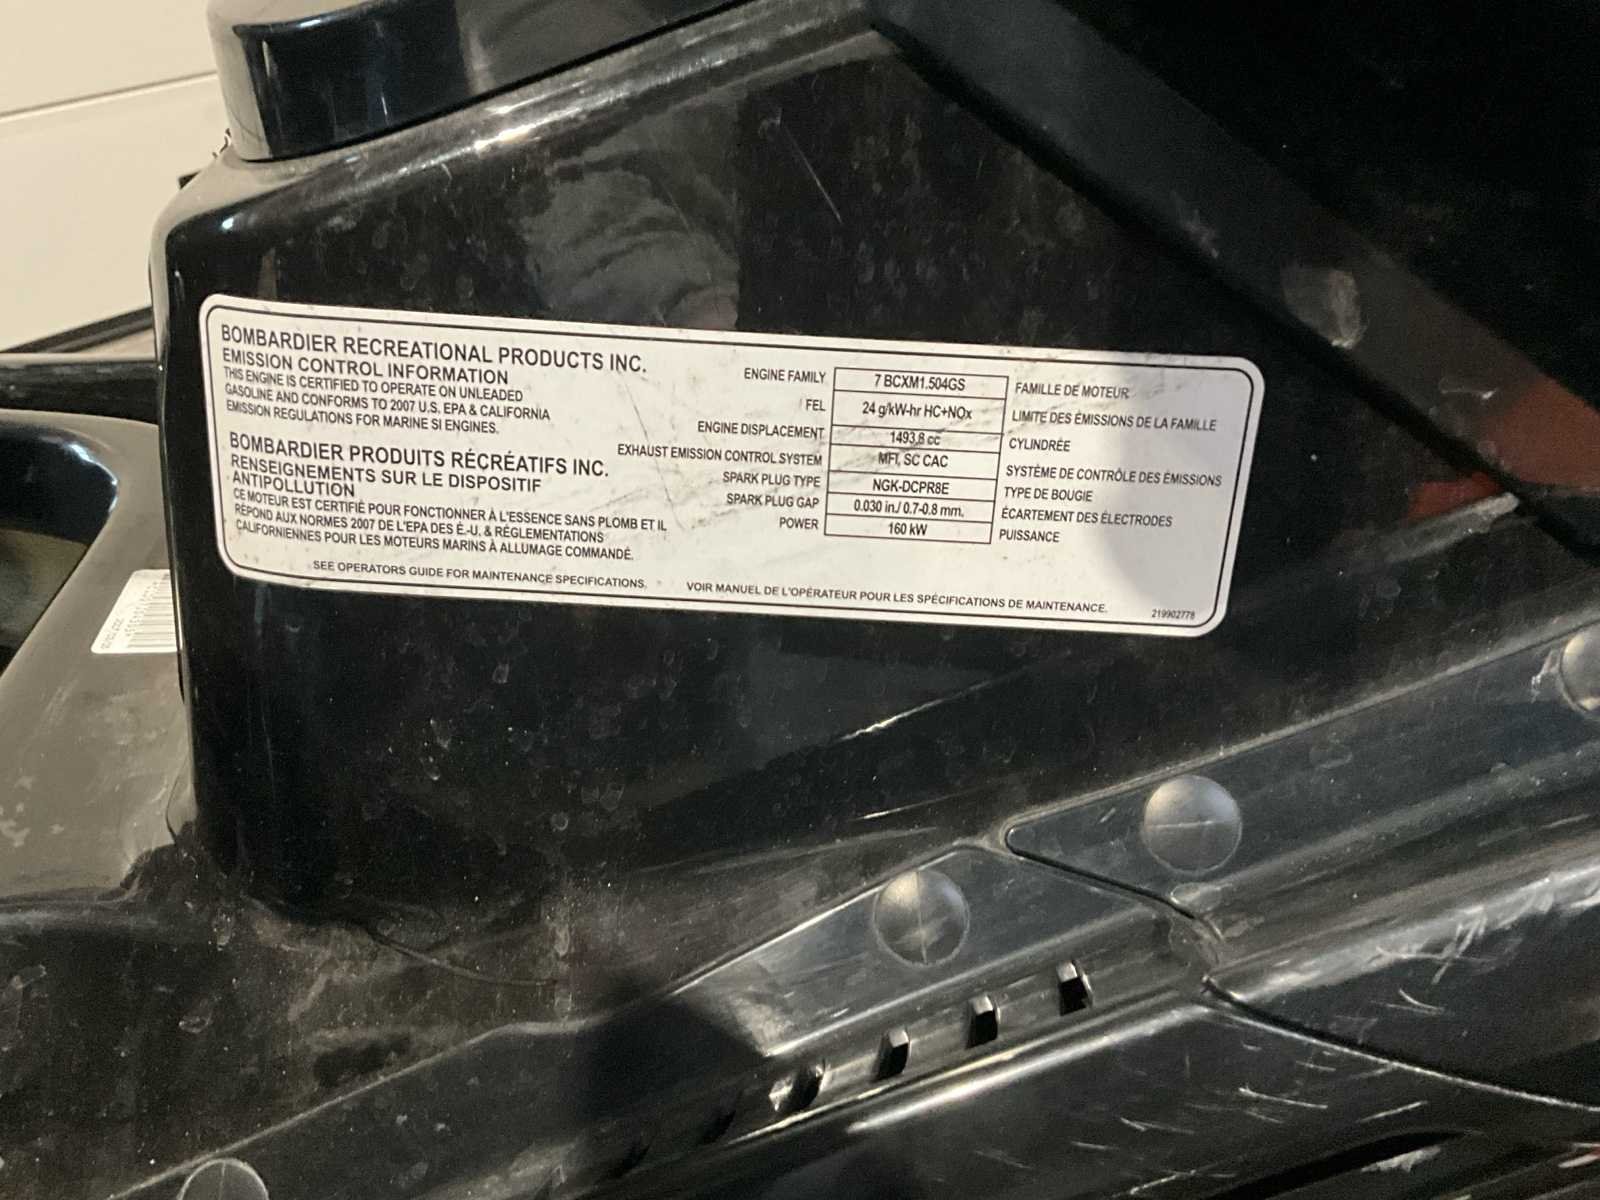 BOMBARDIER RECREATIONAL PRODUCTS INC.
EMISSION CONTROL INFORMATION
THIS ENGINE IS CERTIFIED TO OPERATE ON UNLEADED
GASOLINE AND CONFORMS TO 2007 U.S. EPA & CALIFORNIA
EMISSION REGULATIONS FOR MARINE SI ENGINES.
BOMBARDIER PRODUITS RÉCRÉATIFS INC.
RENSEIGNEMENTS SUR LE DISPOSITIF
ANTIPOLLUTION
CE MOTEUR EST CERTIFIÉ POUR FONCTIONNER À L'ESSENCE SANS PLOMB ET IL
RÉPOND AUX NORMES 2007 DE L'EPA DES É.-U. & RÉGLEMENTATIONS
CALIFORNIENNES POUR LES MOTEURS MARINS À ALLUMAGE COMMANDÉ.
ENGINE FAMILY 7 BCXM1.504GS FAMILLE DE MOTEUR
FEL 24 g/kW-hr HC+NOx LIMITE DES ÉMISSIONS DE LA FAMILLE
ENGINE DISPLACEMENT 1493,8 cc CYLINDRÉE
EXHAUST EMISSION CONTROL SYSTEM MFI, SC CAC SYSTÈME DE CONTRÔLE DES ÉMISSIONS
SPARK PLUG TYPE NGK-DCPR8E TYPE DE BOUGIE
SPARK PLUG GAP 0.030 in./ 0.7-0.8 mm. ÉCARTEMENT DES ÉLECTRODES
POWER 160 kW PUISSANCE
SEE OPERATORS GUIDE FOR MAINTENANCE SPECIFICATIONS. VOIR MANUEL DE L'OPÉRATEUR POUR LES SPÉCIFICATIONS DE MAINTENANCE.
219902778